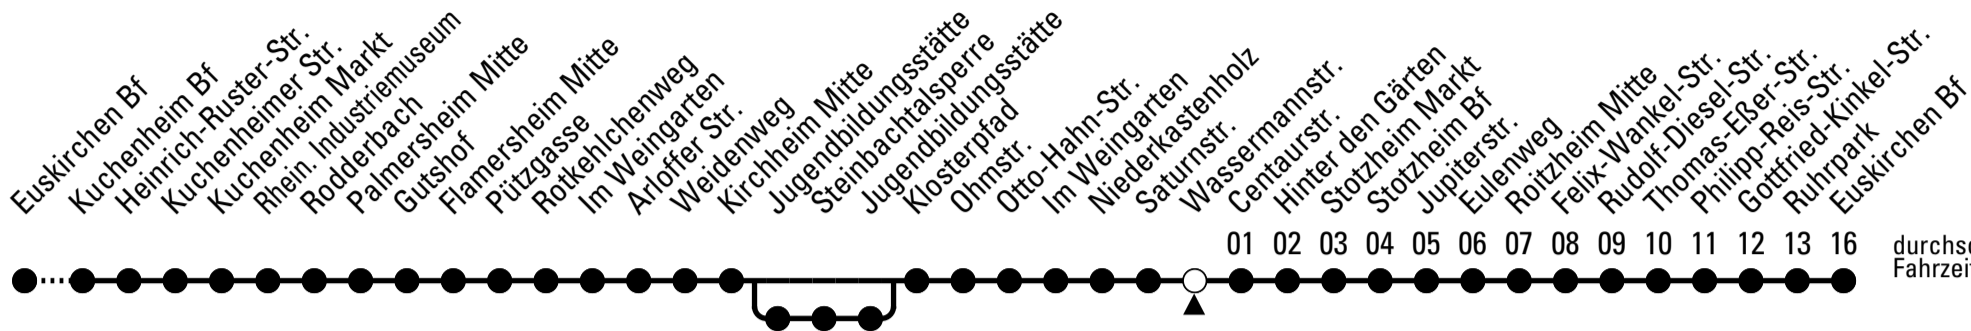 Euskirchen Bf
Kuchenheim Bf
Heinrich-Ruster-Str.
Kuchenheimer Str.
Kuchenheim Markt
Rhein. Industriemuseum
Rodderbach
Palmersheim Mitte
Gutshof
Flamersheim Mitte
Pützgasse
Rotkehlchenweg
Im Weingarten
Arloffer Str.
Weidenweg
Kirchheim Mitte
Jugendbildungsstätte
Steinbachtalsperre
Jugendbildungsstätte
Klosterpfad
Ohmstr.
Otto-Hahn-Str.
Im Weingarten
Niederkastenholz
Saturnstr.
Wassermannstr.
Centaurstr.
Hinter den Gärten
Stotzheim Markt
Stotzheim Bf
Jupiterstr.
Eulenweg
Roitzheim Mitte
Felix-Wankel-Str.
Rudolf-Diesel-Str.
Thomas-Eßer-Str.
Philipp-Reis-Str.
Gottfried-Kinkel-Str.
Ruhrpark
Euskirchen Bf
01 02 03 04 05 06 07 08 09 10 11 12 13 16